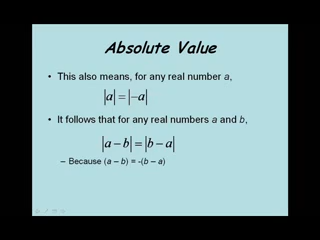 Absolute Value
• This also means, for any real number a,
|a| = |-a|
• It follows that for any real numbers a and b,
|a - b| = |b - a|
– Because (a – b) = -(b – a)